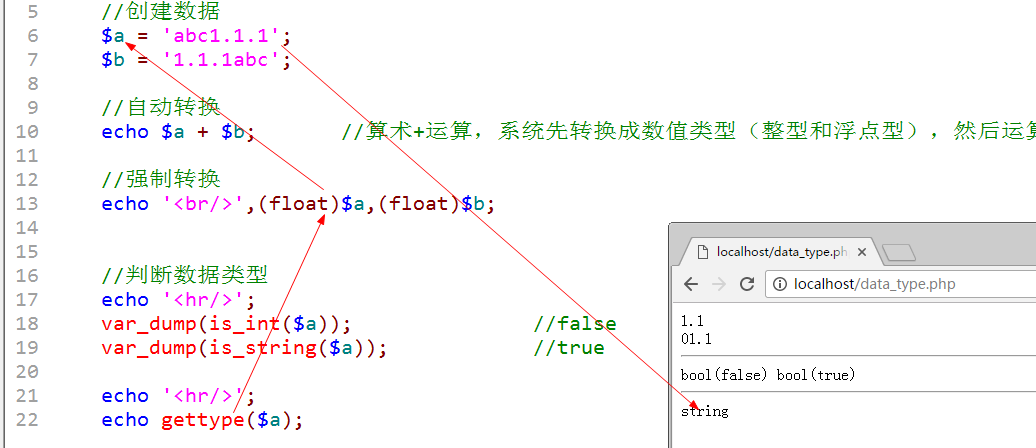 5 //创建数据
6 $a = 'abc1.1.1';
7 $b = '1.1.1abc';
8
9 //自动转换
10 echo $a + $b; //算术+运算，系统先转换成数值类型（整型和浮点型），然后运算
11
12 //强制转换
13 echo '<br/>',(float)$a,(float)$b;
14
15
16 //判断数据类型
17 echo '<hr/>';
18 var_dump(is_int($a)); //false
19 var_dump(is_string($a)); //true
20
21 echo '<hr/>';
22 echo gettype($a);
localhost/data_type.ph
localhost/data_type.php
1.1
01.1
bool(false) bool(true)
string